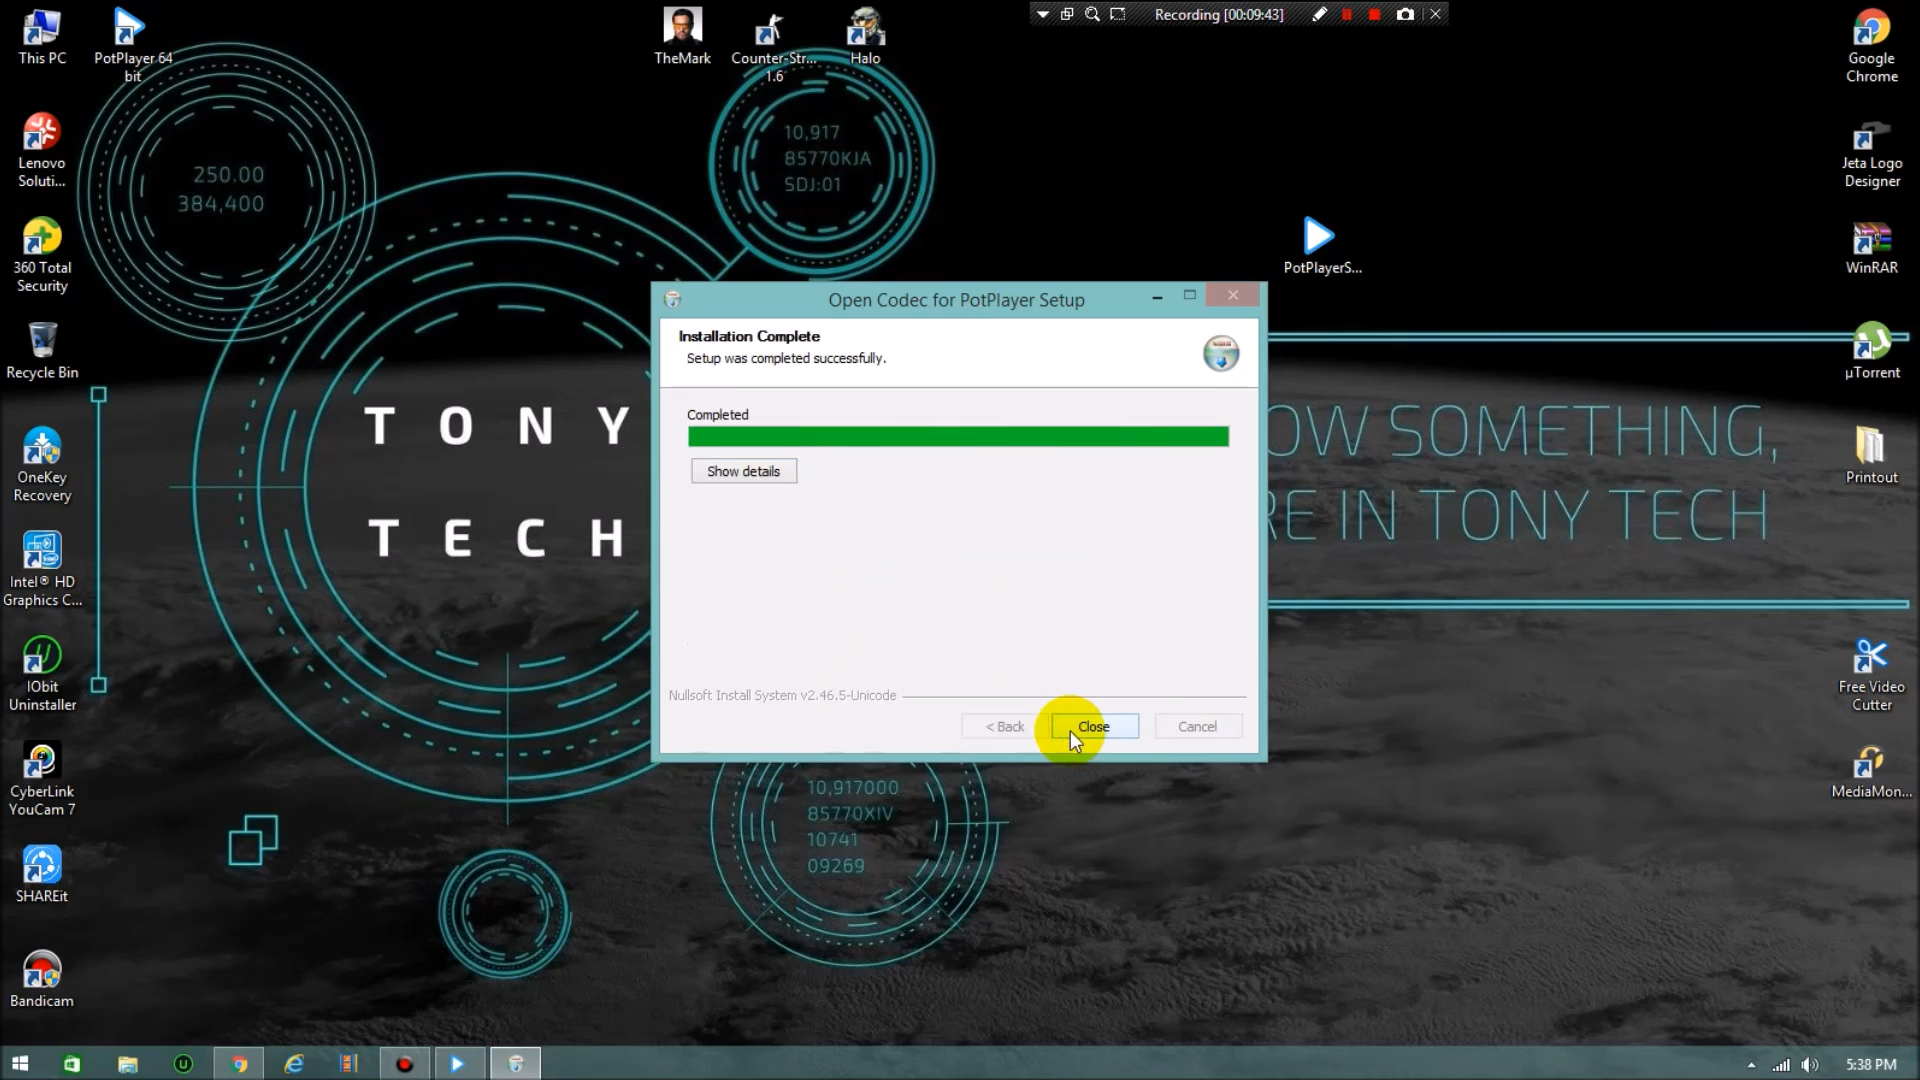 Recording [00:09:43]
This PC
PotPlayer 64
bit
TheMark
Counter-Str...
1.6
Halo
Google
Chrome
Lenovo
Soluti...
250.00
384,400
10,917
85770KJA
SDJ:01
Jeta Logo
Designer
360 Total
Security
PotPlayerS...
WinRAR
Open Codec for PotPlayer Setup
Installation Complete
Setup was completed successfully.
Recycle Bin
µTorrent
Completed
Show details
TONY
TECH
OW SOMETHING,
RE IN TONY TECH
OneKey
Recovery
Printout
Intel® HD
Graphics C...
IObit
Uninstaller
Free Video
Cutter
Nullsoft Install System v2.46.5-Unicode
< Back
Close
Cancel
CyberLink
YouCam 7
10,917000
85770XIV
10741
09269
MediaMon...
SHAREit
Bandicam
5:38 PM